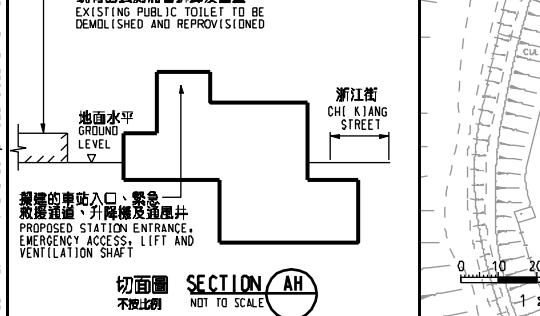 EXISTING PUBLIC TOILET TO BE
DEMOLISHED AND REPROVISIONED
地面水平
GROUND
LEVEL
浙江街
CHI KIANG
STREET
擬建的車站入口、緊急
救援通道、升降機及通風井
PROPOSED STATION ENTRANCE,
EMERGENCY ACCESS, LIFT AND
VENTILATION SHAFT
切面圖 SECTION AH
不按比例 NOT TO SCALE
CUL
0 10 20
1 :